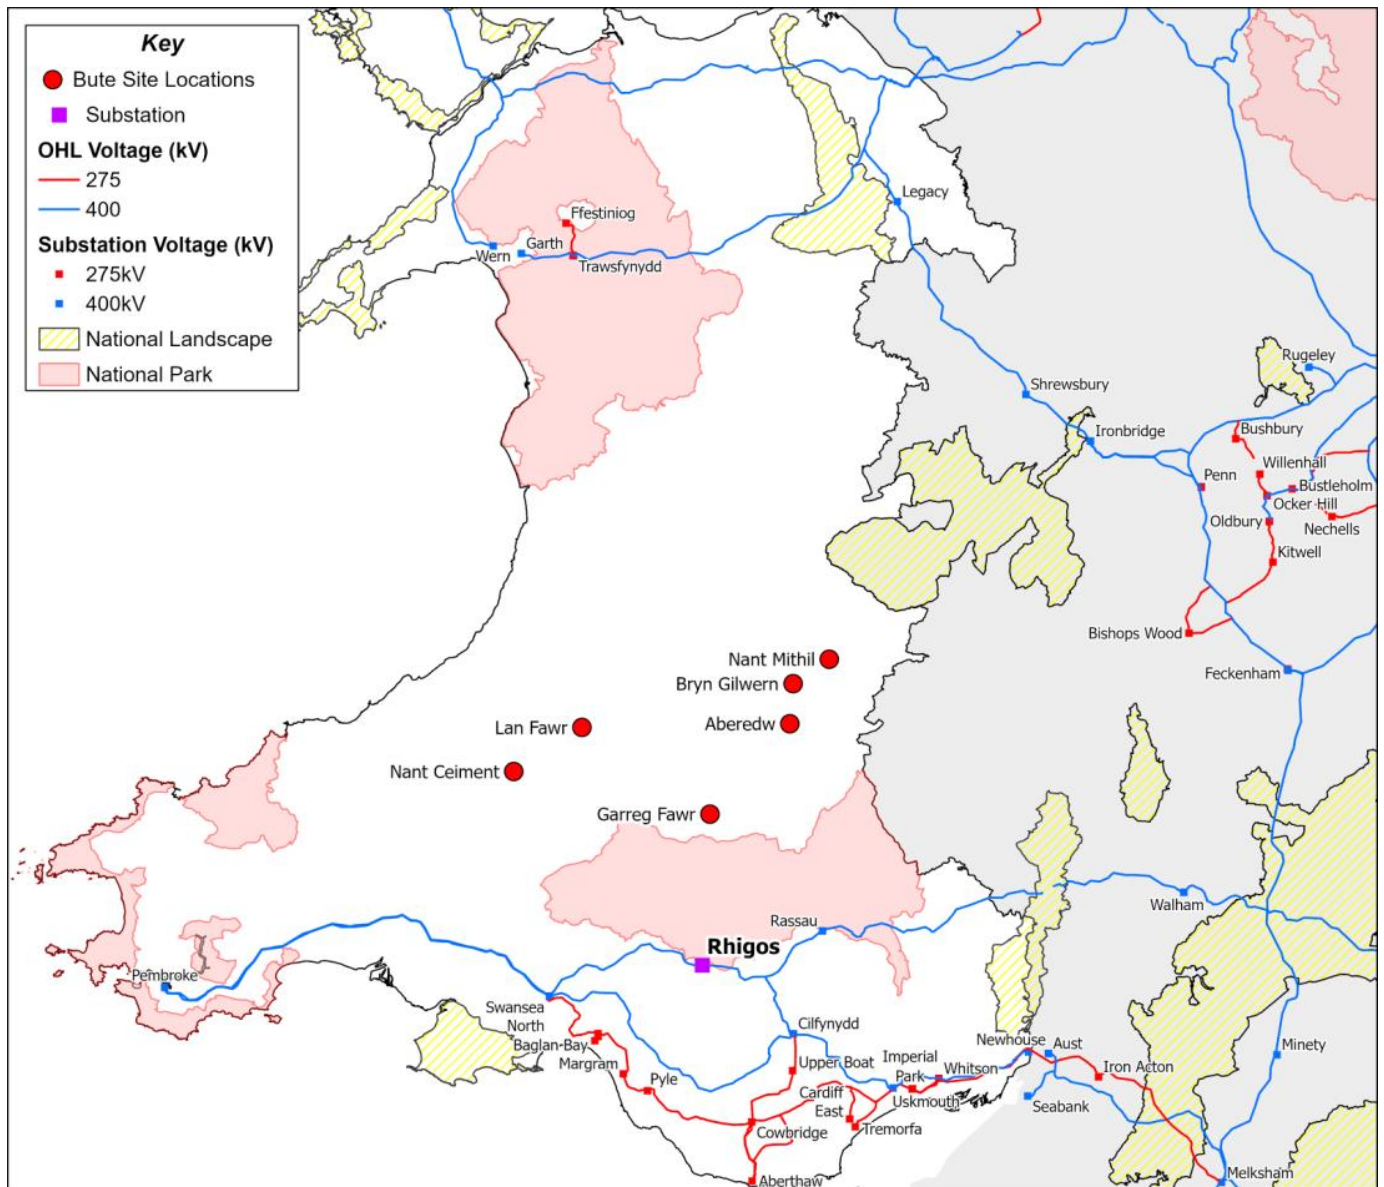 Key
Bute Site Locations
Substation
OHL Voltage (kV)
275
400
Substation Voltage (kV)
275kV
400kV
National Landscape
National Park
Legacy
Ffestiniog
Garth
Wern
Trawsfynydd
Rugeley
Shrewsbury
Ironbridge
Bushbury
Willenhall
Penn
Bustleholm
Ocker Hill
Oldbury
Nechells
Kitwell
Bishops Wood
Feckenham
Nant Mithil
Bryn Gilwern
Aberedw
Lan Fawr
Nant Ceiment
Garreg Fawr
Walham
Rassau
Rhigos
Pembroke
Swansea
North
Cilfynydd
Baglan-Bay
Margram
Upper Boat
Imperial
Park
Whitson
Newhouse
Aust
Minety
Pyle
Cardiff
East
Uskmouth
Iron Acton
Seabank
Cowbridge
Tremorfa
Aberthaw
Melksham